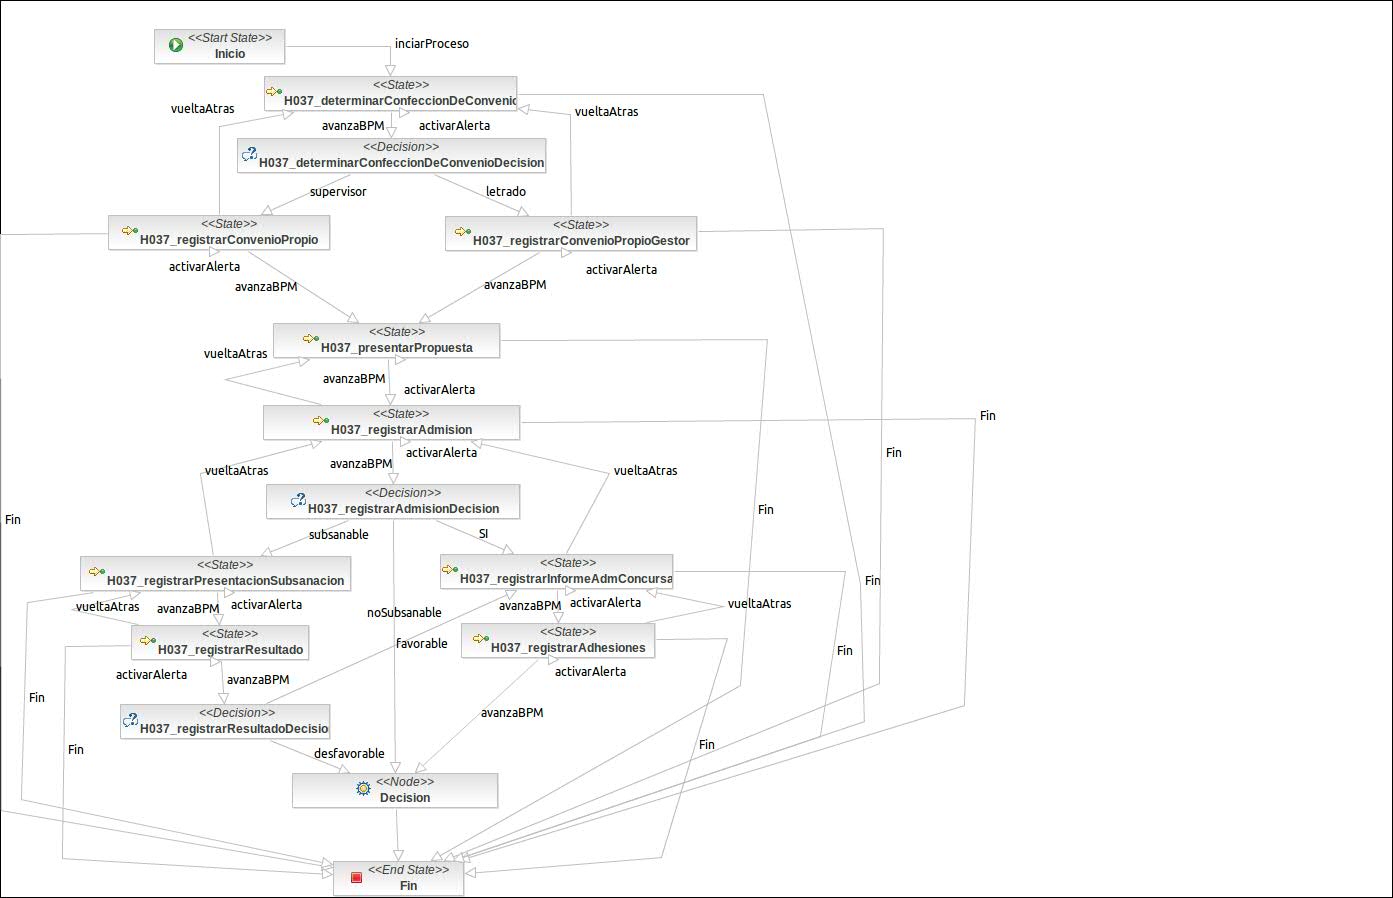 <<Start State>>
Inicio
inciarProceso
<<State>>
H037_determinarConfeccionDeConvenio
vueltaAtras
avanzaBPM
activarAlerta
vueltaAtras
<<Decision>>
H037_determinarConfeccionDeConvenioDecision
supervisor
letrado
<<State>>
H037_registrarConvenioPropio
<<State>>
H037_registrarConvenioPropioGestor
activarAlerta
avanzaBPM
avanzaBPM
activarAlerta
<<State>>
H037_presentarPropuesta
vueltaAtras
avanzaBPM
activarAlerta
<<State>>
H037_registrarAdmision
Fin
vueltaAtras
avanzaBPM
activarAlerta
vueltaAtras
Fin
<<Decision>>
H037_registrarAdmisionDecision
Fin
Fin
subsanable
SI
<<State>>
H037_registrarPresentacionSubsanacion
<<State>>
H037_registrarInformeAdmConcursa
Fin
vueltaAtras
avanzaBPM
activarAlerta
noSubsanable
avanzaBPM
activarAlerta
vueltaAtras
<<State>>
H037_registrarResultado
favorable
<<State>>
H037_registrarAdhesiones
Fin
activarAlerta
avanzaBPM
activarAlerta
Fin
<<Decision>>
H037_registrarResultadoDecisio
avanzaBPM
Fin
desfavorable
Fin
<<Node>>
Decision
<<End State>>
Fin